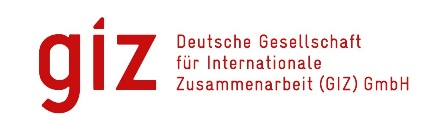 giz
Deutsche Gesellschaft
für Internationale
Zusammenarbeit (GIZ) GmbH